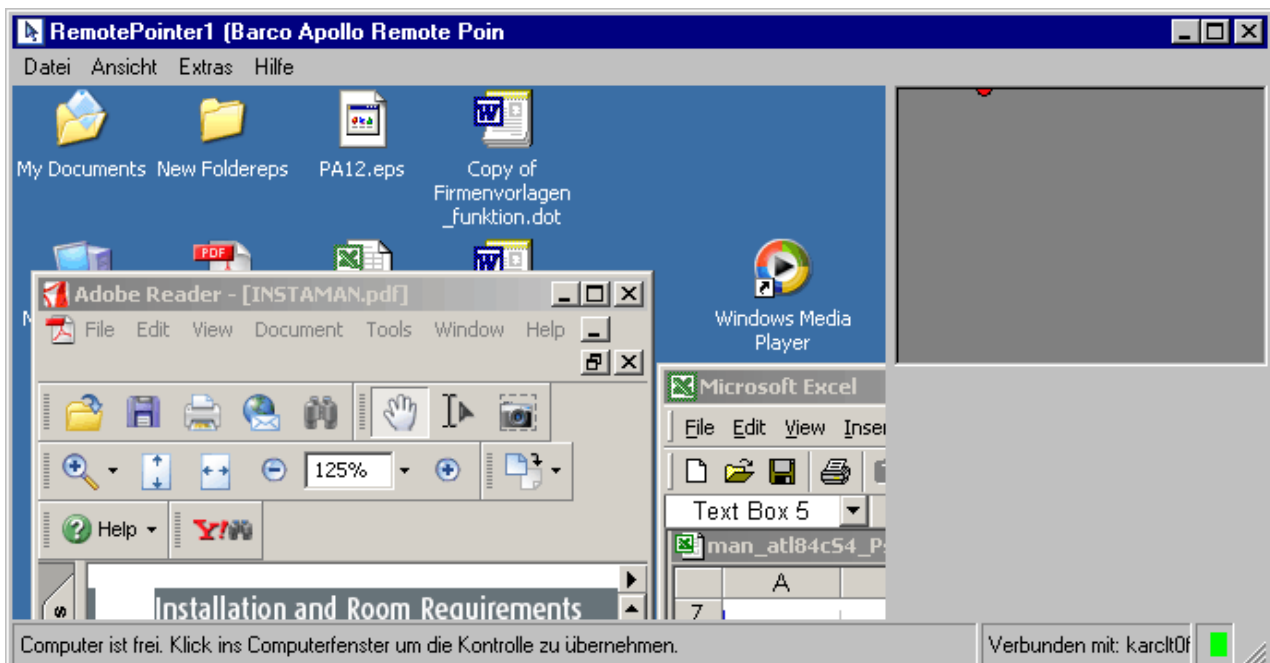 RemotePointer1 (Barco Apollo Remote Poin
Datei Ansicht Extras Hilfe
My Documents New Foldereps PA12.eps Copy of
Firmenvorlagen
_funktion.dot
PDF
Adobe Reader - [INSTAMAN.pdf]
File Edit View Document Tools Window Help
Windows Media
Player
Microsoft Excel
File Edit View Inser
125%
Text Box 5
Help Y!
man_atl84c54_Ps
A
Installation and Room Requirements
7
Computer ist frei. Klick ins Computerfenster um die Kontrolle zu übernehmen.
Verbunden mit: karclt0f